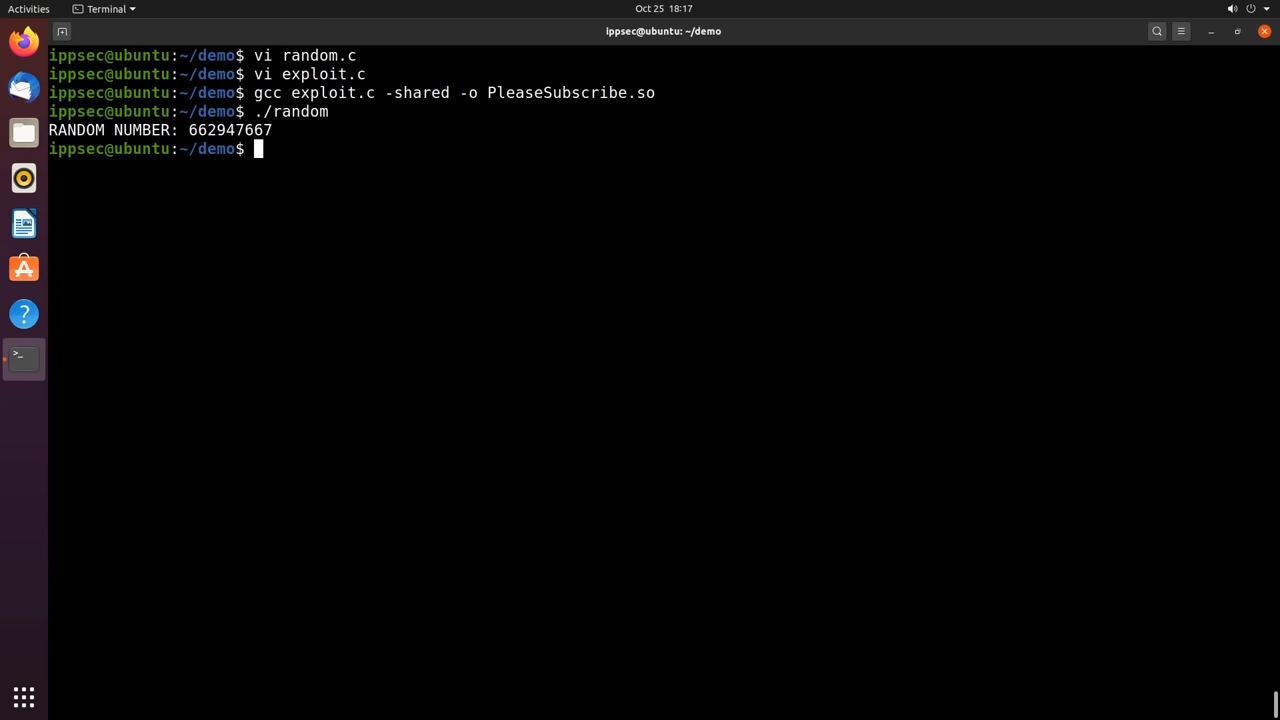 Activities
Terminal
Oct 25 18:17
ippsec@ubuntu: ~/demo
ippsec@ubuntu:~/demo$ vi random.c
ippsec@ubuntu:~/demo$ vi exploit.c
ippsec@ubuntu:~/demo$ gcc exploit.c -shared -o PleaseSubscribe.so
ippsec@ubuntu:~/demo$ ./random
RANDOM NUMBER: 662947667
ippsec@ubuntu:~/demo$